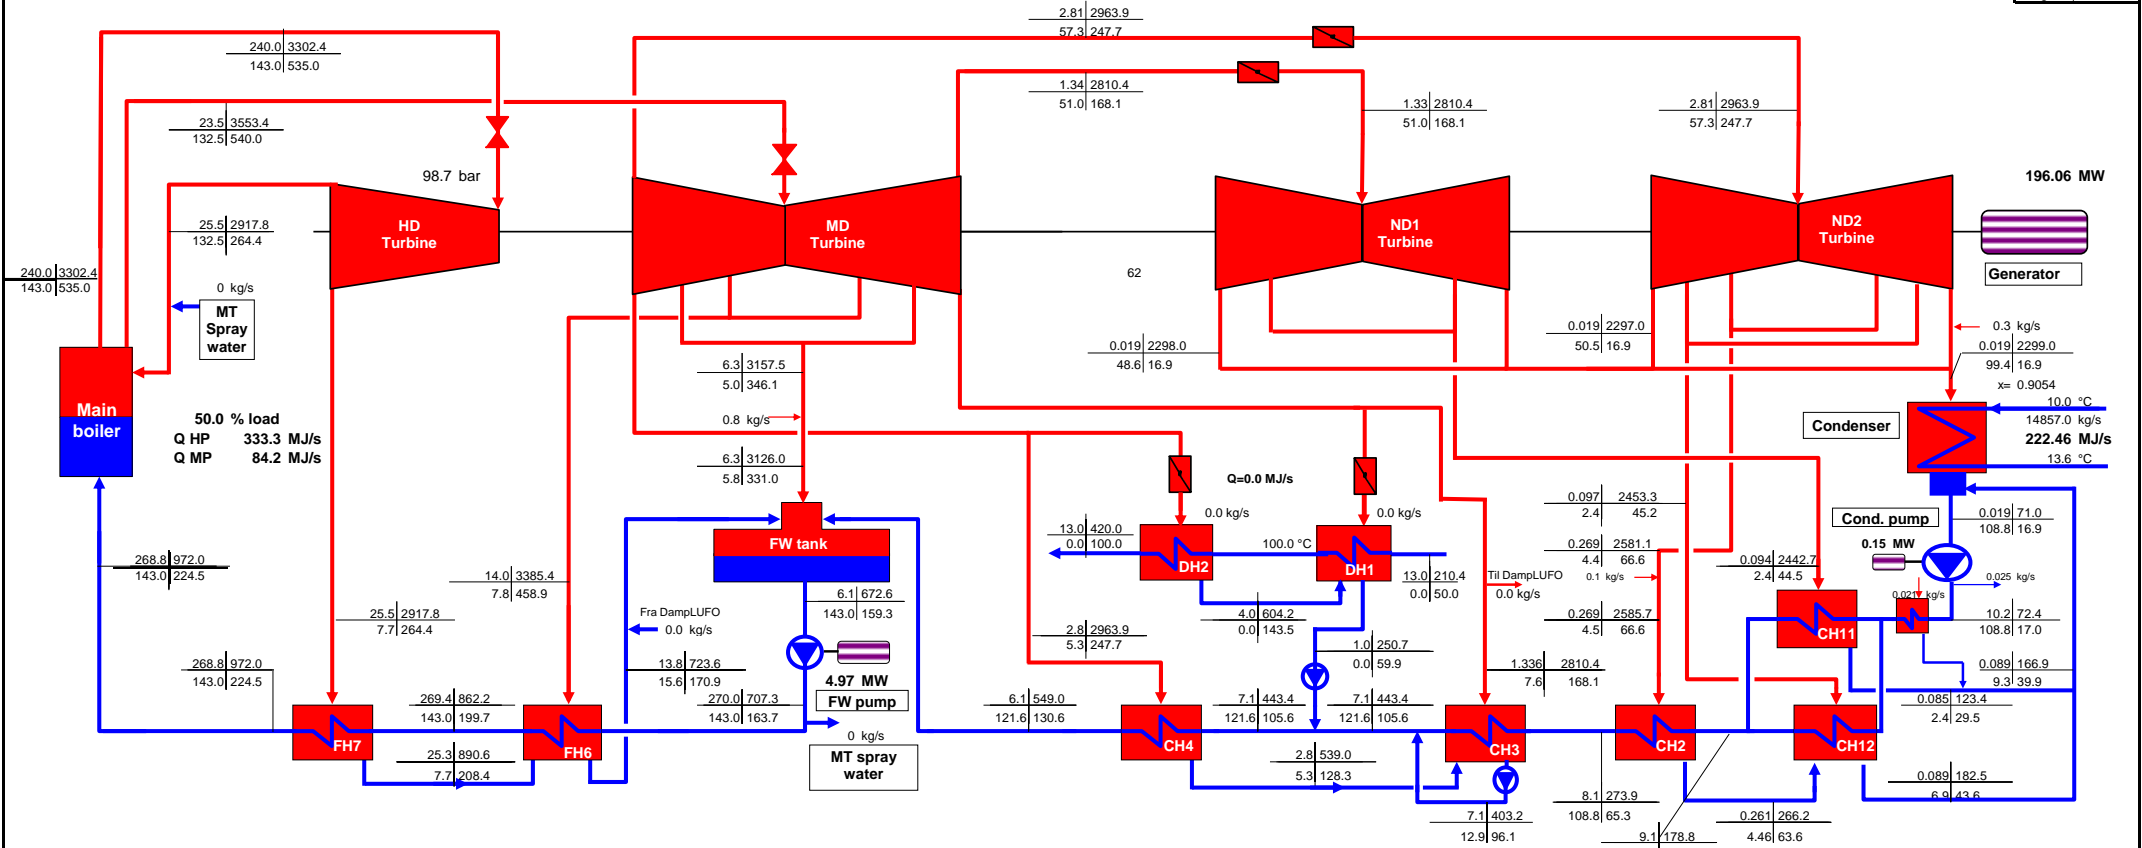 2.81 2963.9
57.3 247.7
240.0 3302.4
143.0 535.0
1.34 2810.4
51.0 168.1
1.33 2810.4
51.0 168.1
2.81 2963.9
57.3 247.7
23.5 3553.4
132.5 540.0
98.7 bar
196.06 MW
25.5 2917.8
132.5 264.4
HD
Turbine
MD
Turbine
ND1
Turbine
ND2
Turbine
62
Generator
240.0 3302.4
143.0 535.0
0 kg/s
MT
Spray
water
0.019 2297.0
50.5 16.9
0.3 kg/s
0.019 2298.0
48.6 16.9
0.019 2299.0
99.4 16.9
x= 0.9054
6.3 3157.5
5.0 346.1
Main
boiler
50.0 % load
Q HP 333.3 MJ/s
Q MP 84.2 MJ/s
0.8 kg/s
10.0 °C
14857.0 kg/s
Condenser
222.46 MJ/s
13.6 °C
6.3 3126.0
5.8 331.0
Q=0.0 MJ/s
0.097 2453.3
2.4 45.2
0.0 kg/s
0.0 kg/s
Cond. pump
0.019 71.0
108.8 16.9
13.0 420.0
0.0 100.0
100.0 °C
FW tank
DH2
DH1
0.15 MW
0.269 2581.1
4.4 66.6
0.094 2442.7
2.4 44.5
268.8 972.0
143.0 224.5
14.0 3385.4
7.8 458.9
13.0 210.4
0.0 50.0
Til DampLUFO
0.0 kg/s
0.1 kg/s
0.025 kg/s
0.021 kg/s
6.1 672.6
143.0 159.3
Fra DampLUFO
0.0 kg/s
25.5 2917.8
7.7 264.4
4.0 604.2
0.0 143.5
0.269 2585.7
4.5 66.6
10.2 72.4
108.8 17.0
CH11
2.8 2963.9
5.3 247.7
1.0 250.7
0.0 59.9
268.8 972.0
143.0 224.5
13.8 723.6
15.6 170.9
4.97 MW
FW pump
1.336 2810.4
7.6 168.1
0.089 166.9
9.3 39.9
269.4 862.2
143.0 199.7
270.0 707.3
143.0 163.7
6.1 549.0
121.6 130.6
7.1 443.4
121.6 105.6
7.1 443.4
121.6 105.6
0.085 123.4
2.4 29.5
0 kg/s
MT spray
water
FH7
FH6
CH4
CH3
CH2
CH12
25.3 890.6
7.7 208.4
2.8 539.0
5.3 128.3
0.089 182.5
6.9 43.6
8.1 273.9
108.8 65.3
7.1 403.2
12.9 96.1
0.261 266.2
4.46 63.6
9.1 178.8